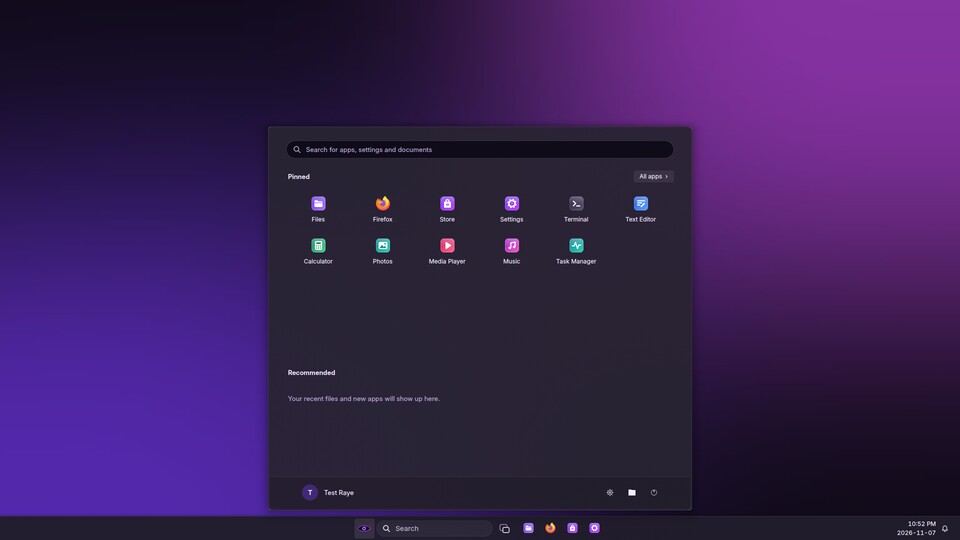 Search for apps, settings and documents
Pinned
All apps ›
Files
Firefox
Store
Settings
Terminal
Text Editor
Calculator
Photos
Media Player
Music
Task Manager
Recommended
Your recent files and new apps will show up here.
T
Test Raye
Search
10:52 PM
2026-11-07